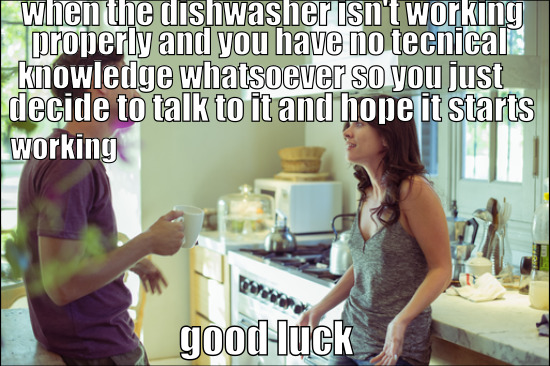 when the dishwasher isn't working
properly and you have no tecnical
knowledge whatsoever so you just
decide to talk to it and hope it starts
working
good luck